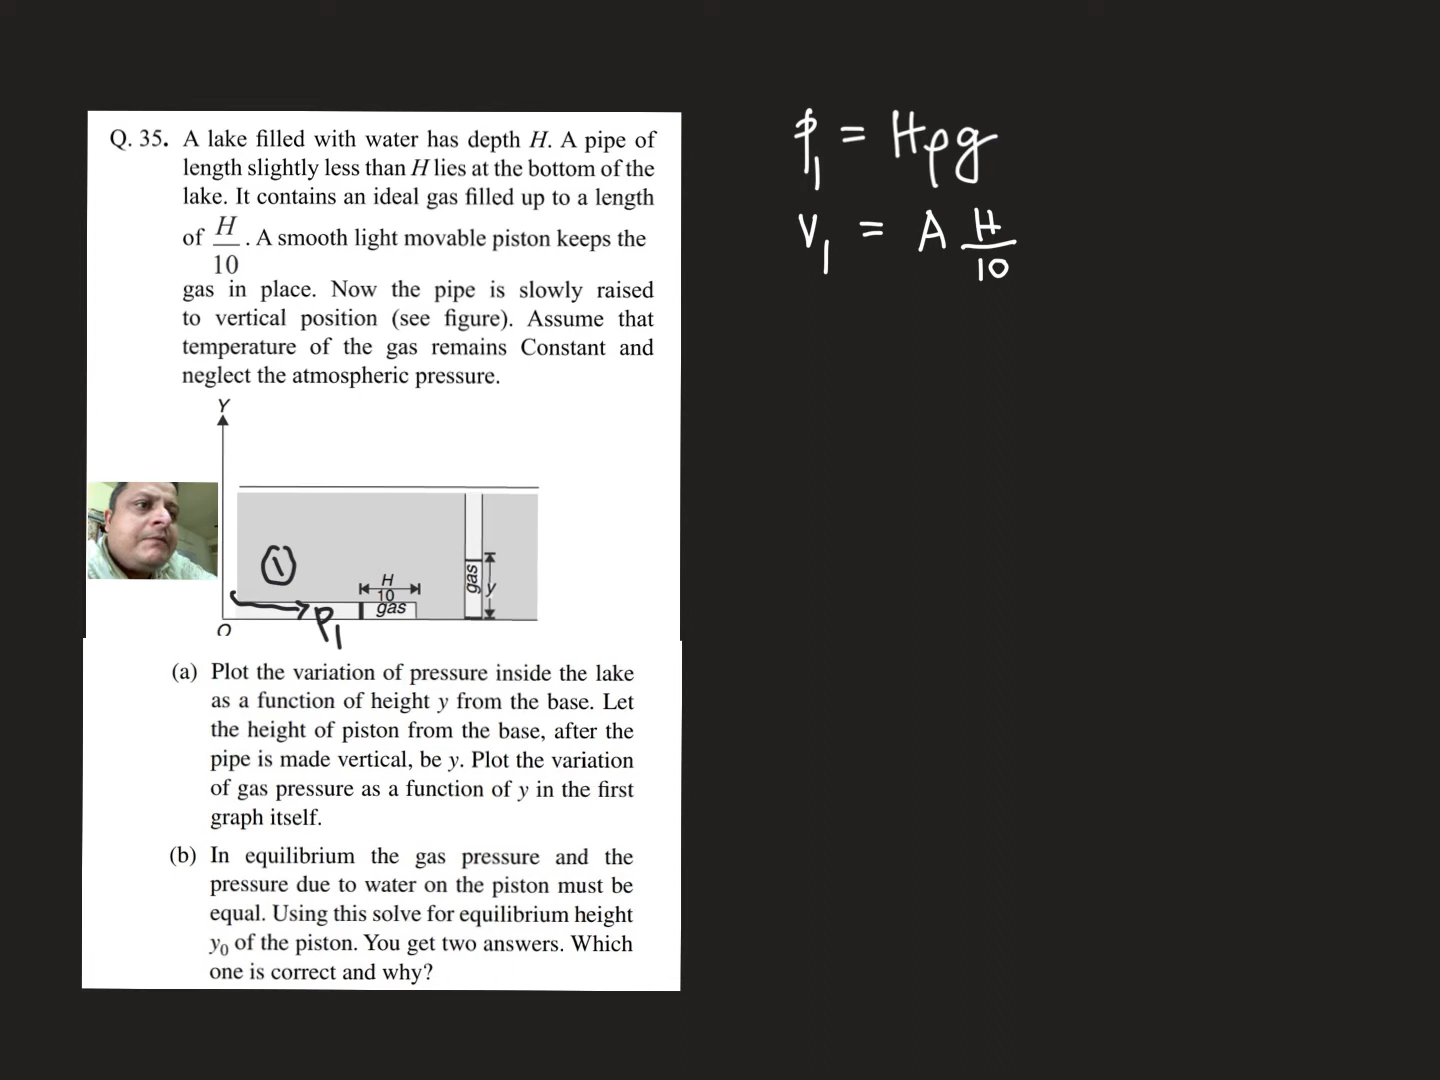 Q. 35. A lake filled with water has depth H. A pipe of
length slightly less than H lies at the bottom of the
lake. It contains an ideal gas filled up to a length
of H/10 . A smooth light movable piston keeps the
gas in place. Now the pipe is slowly raised
to vertical position (see figure). Assume that
temperature of the gas remains Constant and
neglect the atmospheric pressure.
Y
1
H/10
gas
gas
y
P1
O
(a) Plot the variation of pressure inside the lake
as a function of height y from the base. Let
the height of piston from the base, after the
pipe is made vertical, be y. Plot the variation
of gas pressure as a function of y in the first
graph itself.
(b) In equilibrium the gas pressure and the
pressure due to water on the piston must be
equal. Using this solve for equilibrium height
y₀ of the piston. You get two answers. Which
one is correct and why?
P₁ = Hρg
V₁ = A H/10